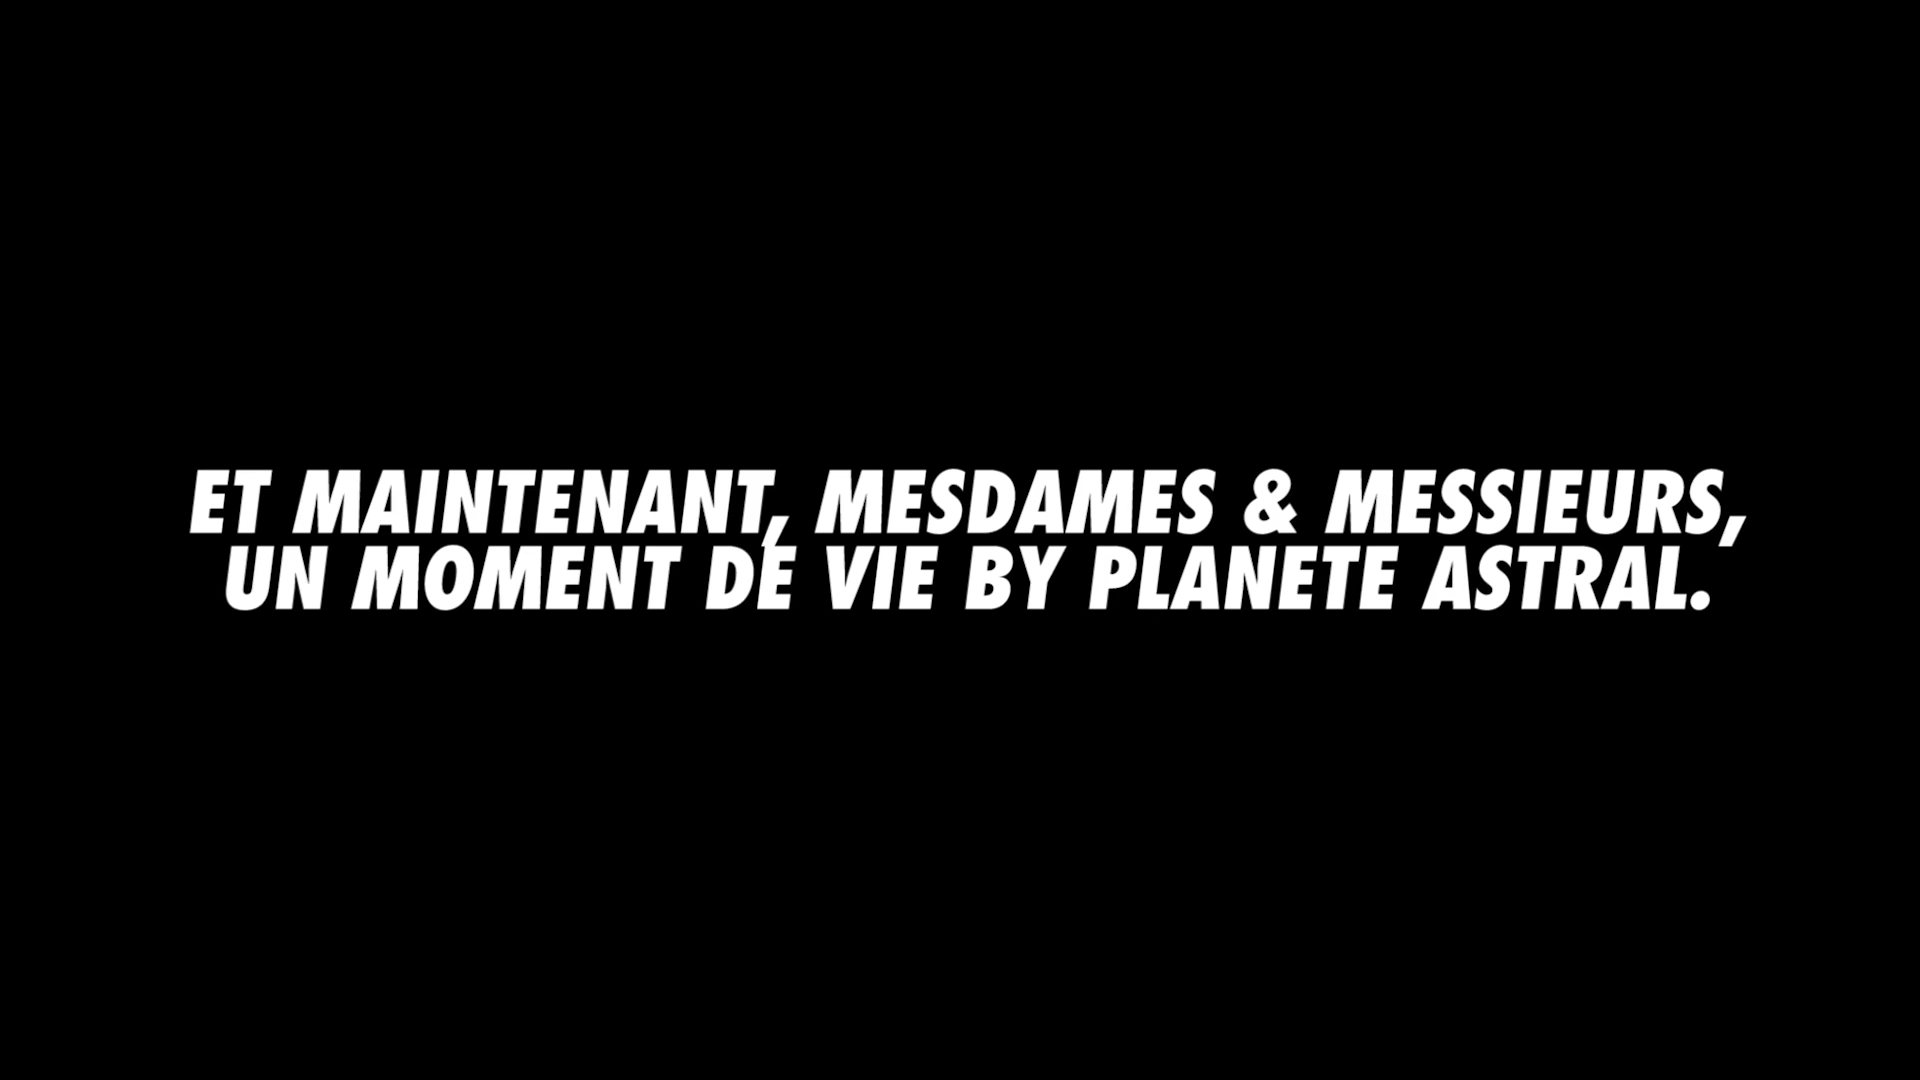 ET MAINTENANT, MESDAMES & MESSIEURS,
UN MOMENT DE VIE BY PLANETE ASTRAL.